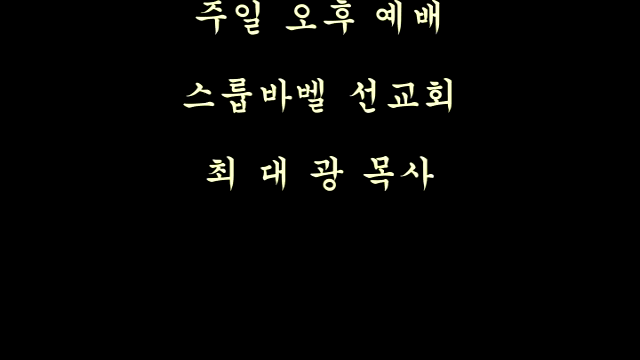 주일 오후 예배
스룹바벨 선교회
최 대 광 목사